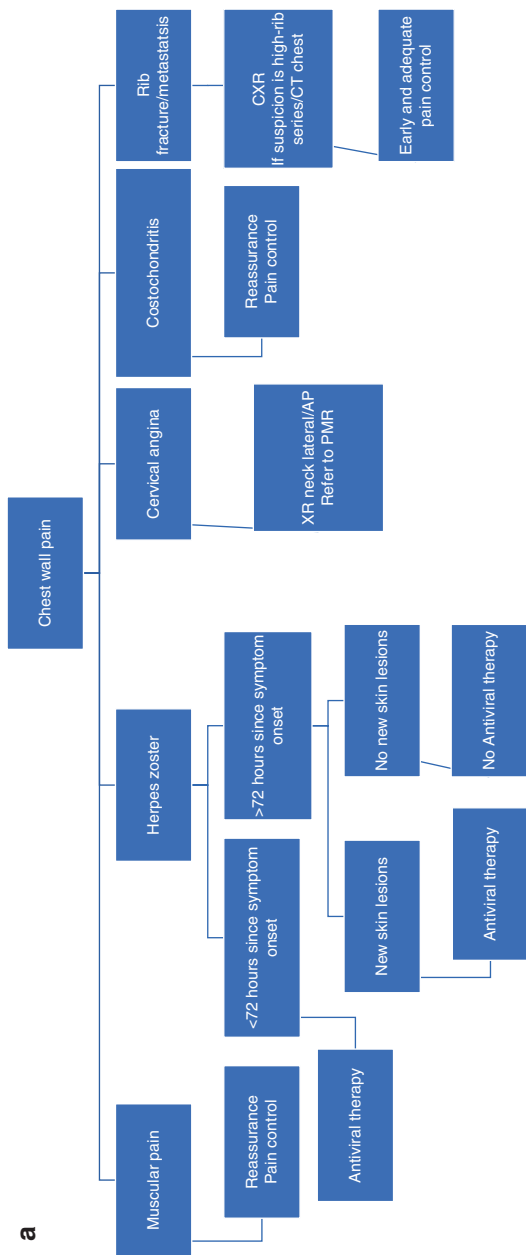 a
Chest wall pain
Muscular pain
Reassurance
Pain control
Herpes zoster
<72 hours since symptom
onset
Antiviral therapy
>72 hours since symptom
onset
New skin lesions
Antiviral therapy
No new skin lesions
No Antiviral therapy
Cervical angina
XR neck lateral/AP
Refer to PMR
Costochondritis
Reassurance
Pain control
Rib
fracture/metastatsis
CXR
If suspicion is high-rib
series/CT chest
Early and adequate
pain control